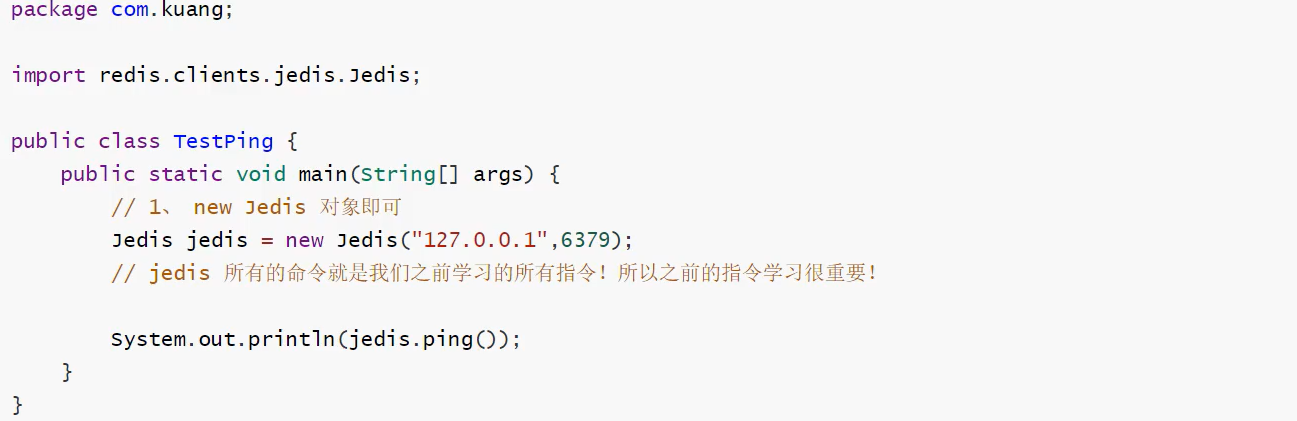 package com.kuang;
import redis.clients.jedis.Jedis;
public class TestPing {
    public static void main(String[] args) {
        // 1、 new Jedis 对象即可
        Jedis jedis = new Jedis("127.0.0.1",6379);
        // jedis 所有的命令就是我们之前学习的所有指令！所以之前的指令学习很重要！
        System.out.println(jedis.ping());
    }
}